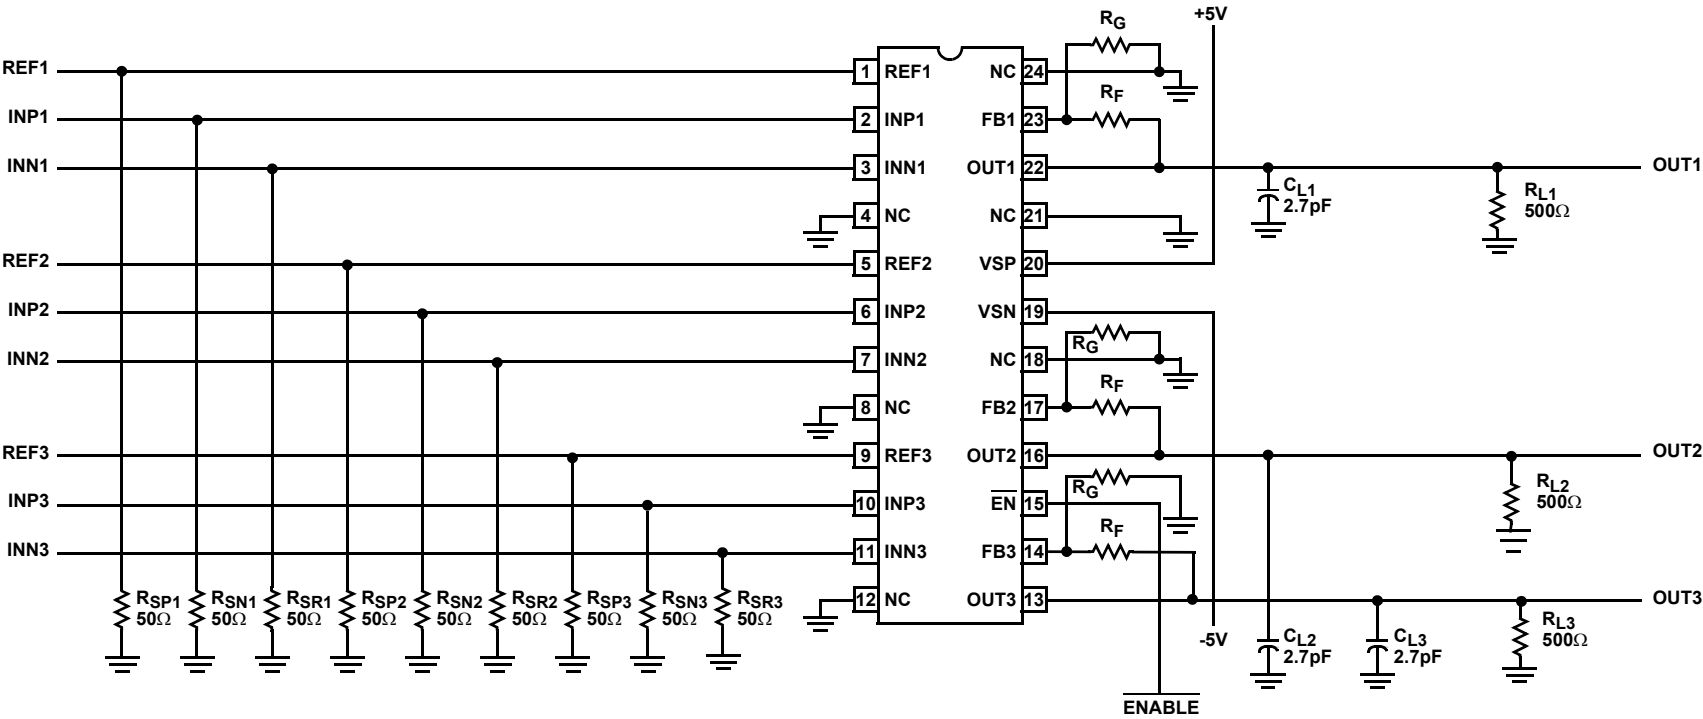 RG
+5V
REF1
1 REF1
NC 24
RF
INP1
2 INP1
FB1 23
INN1
3 INN1
OUT1 22
OUT1
CL1
2.7pF
RL1
500Ω
4 NC
NC 21
REF2
5 REF2
VSP 20
INP2
6 INP2
VSN 19
RG
INN2
7 INN2
NC 18
RF
8 NC
FB2 17
REF3
9 REF3
OUT2 16
OUT2
RG
RL2
500Ω
INP3
10 INP3
EN 15
RF
INN3
11 INN3
FB3 14
RSP1
50Ω
RSN1
50Ω
RSR1
50Ω
RSP2
50Ω
RSN2
50Ω
RSR2
50Ω
RSP3
50Ω
RSN3
50Ω
RSR3
50Ω
12 NC
OUT3 13
OUT3
-5V
CL2
2.7pF
CL3
2.7pF
RL3
500Ω
ENABLE